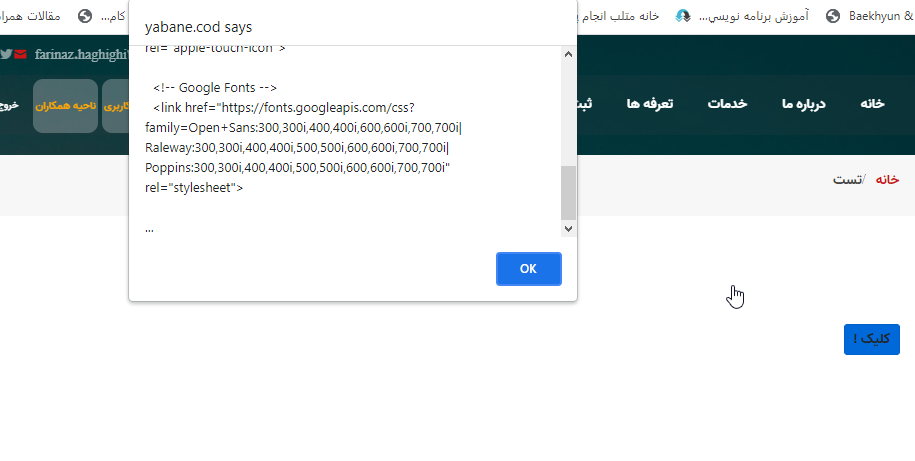 Baekhyun &
آموزش برنامه نویسی...
خانه متلب انجام
کام...
مقالات همرا
yabane.cod says
rel="apple-touch-icon">
<!-- Google Fonts -->
<link href="https://fonts.googleapis.com/css?
family=Open+Sans:300,300i,400,400i,600,600i,700,700i|
Raleway:300,300i,400,400i,500,500i,600,600i,700,700i|
Poppins:300,300i,400,400i,500,500i,600,600i,700,700i"
rel="stylesheet">
...
OK
farinaz.haghighi
خانه
درباره ما
خدمات
تعرفه ها
ثبت
کاربری
ناحیه همکاران
خروج
خانه / تست
کلیک !